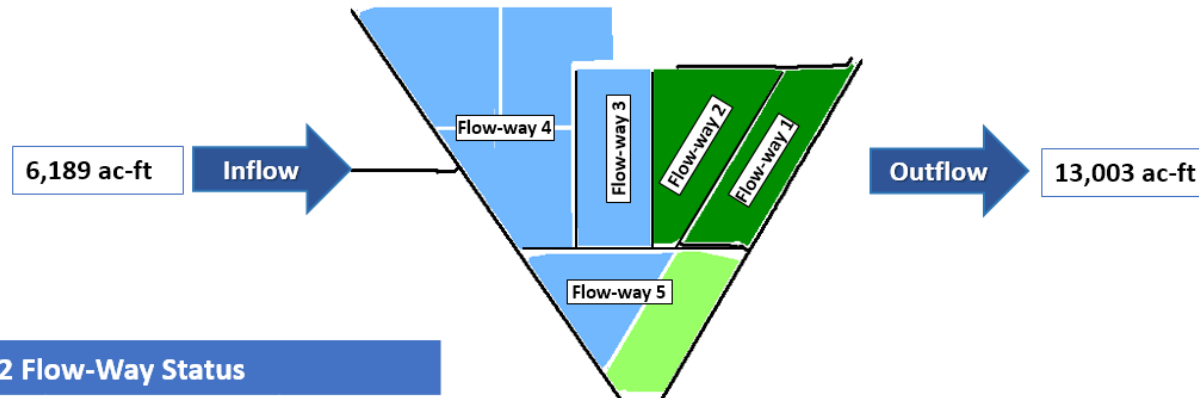 Flow-way 4
Flow-way 3
Flow-way 2
Flow-way 1
6,189 ac-ft
Inflow
Outflow
13,003 ac-ft
Flow-way 5
2 Flow-Way Status